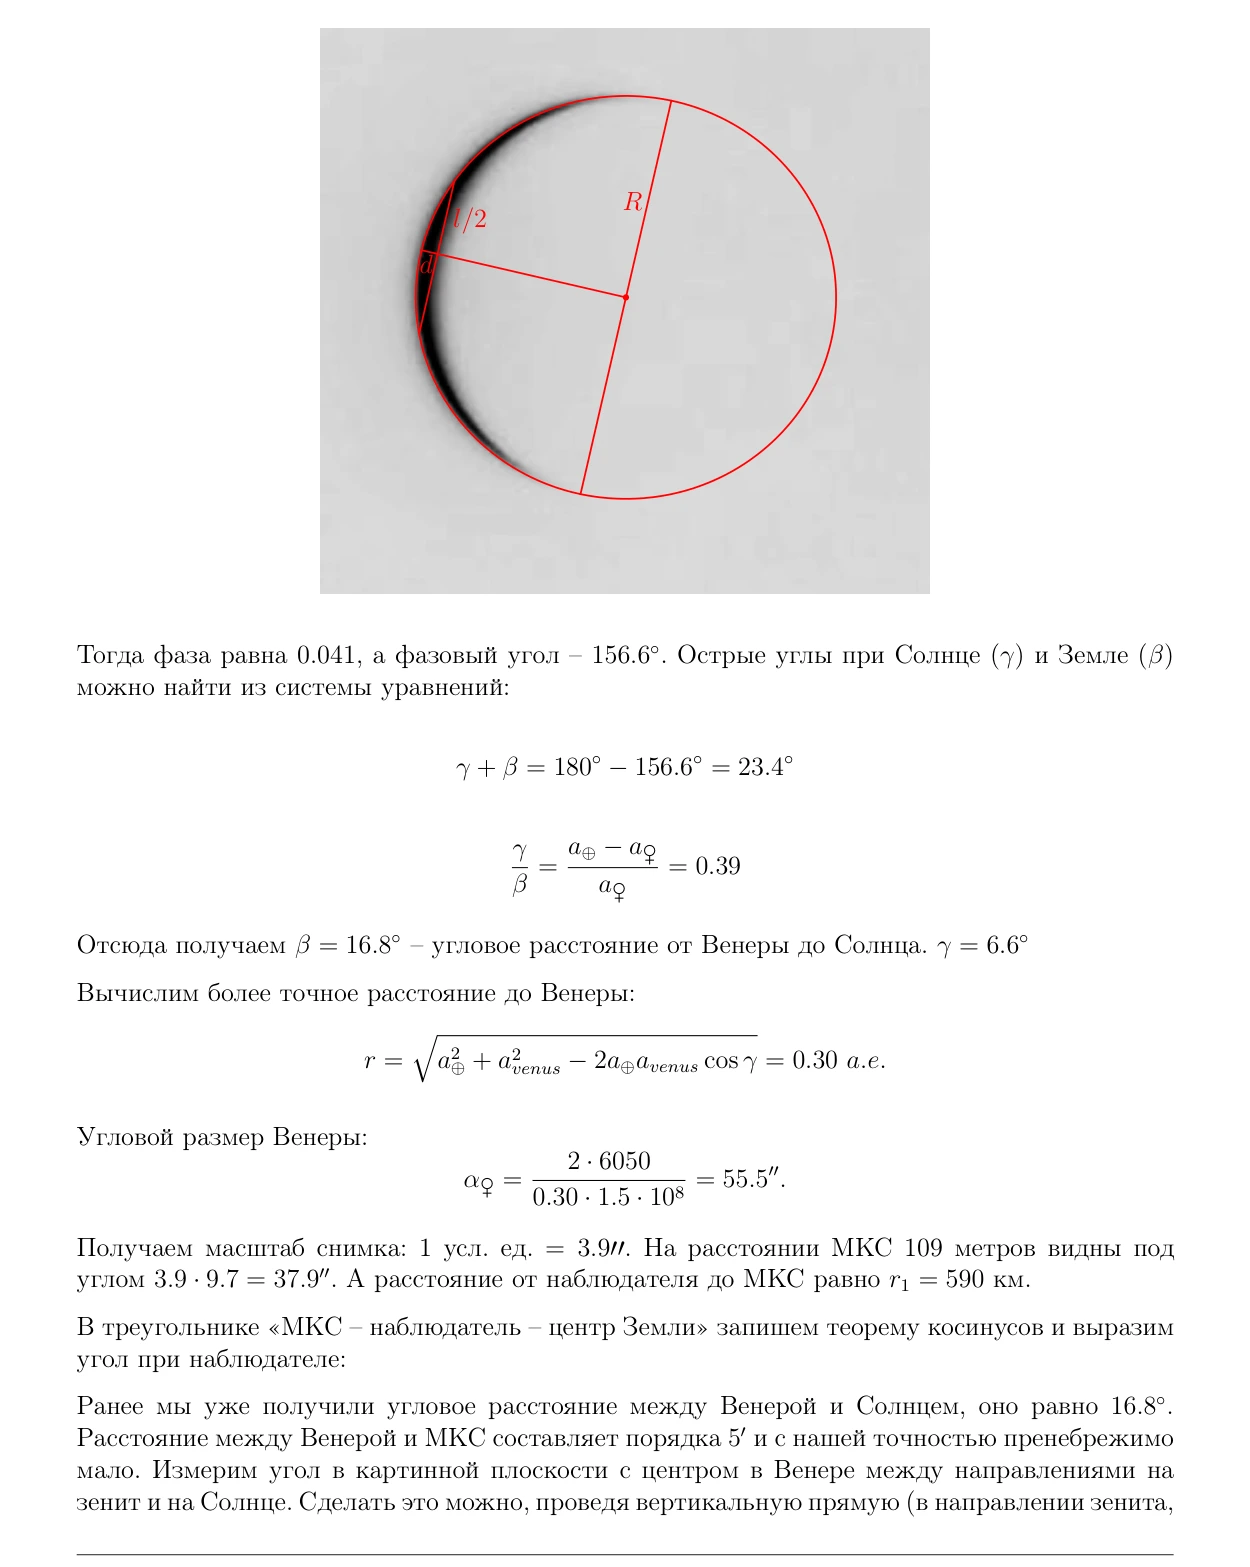 R
l/2
d
Тогда фаза равна 0.041, а фазовый угол – 156.6°. Острые углы при Солнце (γ) и Земле (β)
можно найти из системы уравнений:
γ + β = 180° − 156.6° = 23.4°
γ/β = (a⊕ − a♀)/a♀ = 0.39
Отсюда получаем β = 16.8° – угловое расстояние от Венеры до Солнца. γ = 6.6°
Вычислим более точное расстояние до Венеры:
r = √(a⊕² + a²venus − 2a⊕avenus cos γ) = 0.30 a.e.
Угловой размер Венеры:
α♀ = (2 · 6050)/(0.30 · 1.5 · 10⁸) = 55.5″.
Получаем масштаб снимка: 1 усл. ед. = 3.9′′. На расстоянии МКС 109 метров видны под
углом 3.9 · 9.7 = 37.9″. А расстояние от наблюдателя до МКС равно r₁ = 590 км.
В треугольнике «МКС – наблюдатель – центр Земли» запишем теорему косинусов и выразим
угол при наблюдателе:
Ранее мы уже получили угловое расстояние между Венерой и Солнцем, оно равно 16.8°.
Расстояние между Венерой и МКС составляет порядка 5′ и с нашей точностью пренебрежимо
мало. Измерим угол в картинной плоскости с центром в Венере между направлениями на
зенит и на Солнце. Сделать это можно, проведя вертикальную прямую (в направлении зенита,